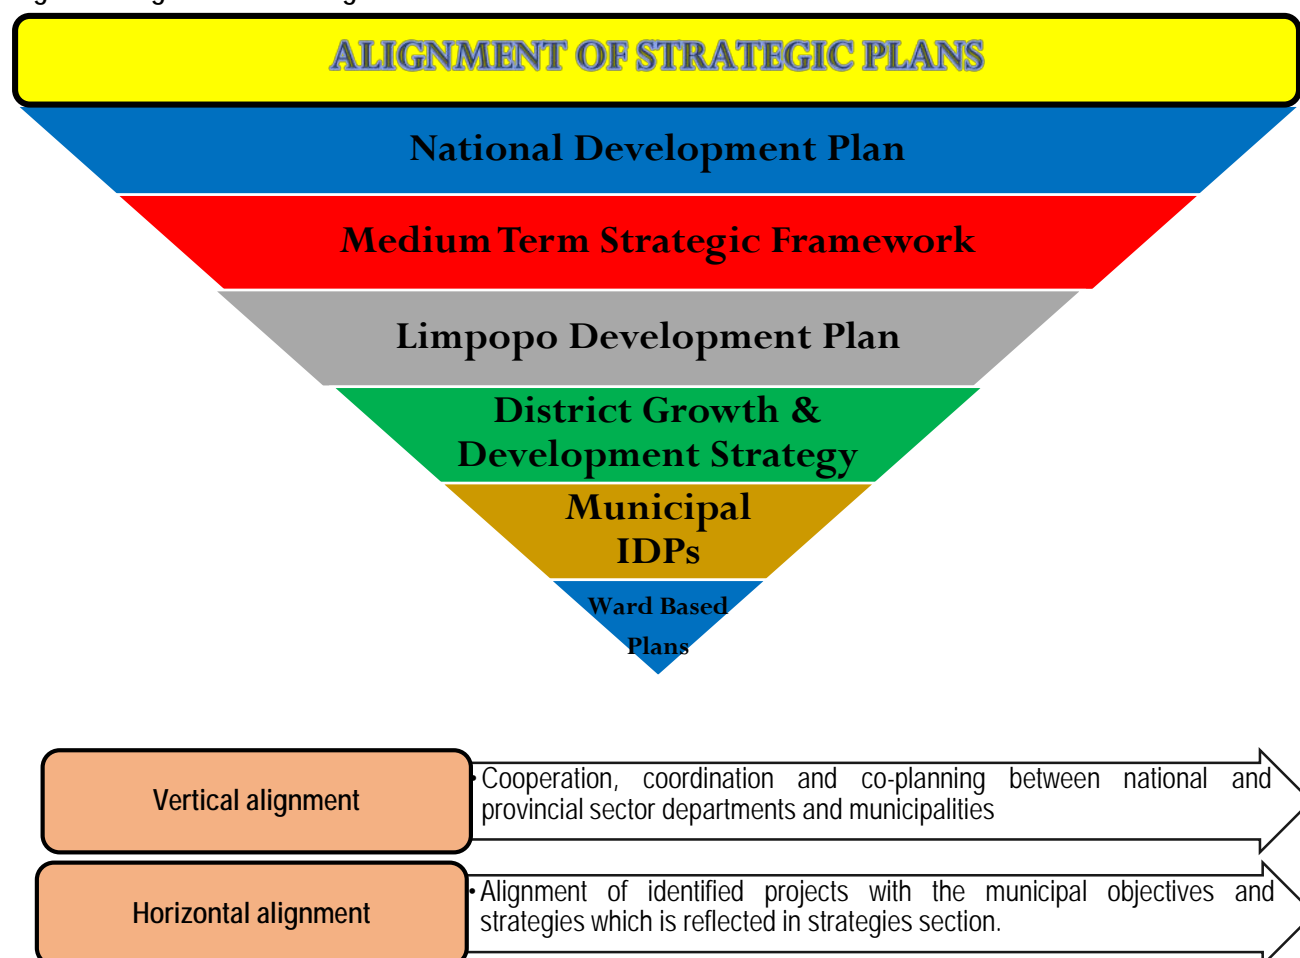 ALIGNMENT OF STRATEGIC PLANS
National Development Plan
Medium Term Strategic Framework
Limpopo Development Plan
District Growth &
Development Strategy
Municipal
IDPs
Ward Based
Plans
Vertical alignment
•Cooperation, coordination and co-planning between national and
provincial sector departments and municipalities
Horizontal alignment
•Alignment of identified projects with the municipal objectives and
strategies which is reflected in strategies section.